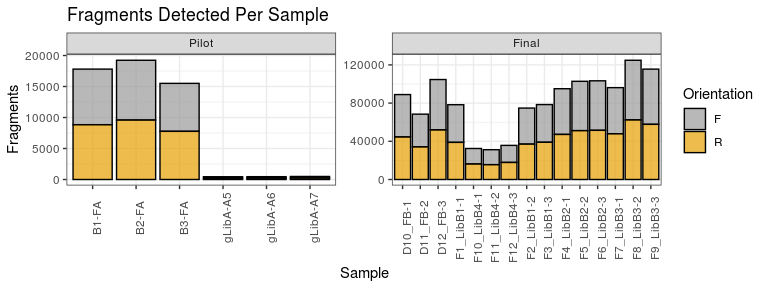 Fragments Detected Per Sample
Pilot
Final
Fragments
20000
15000
10000
5000
0
120000
80000
40000
0
B1-FA
B2-FA
B3-FA
gLibA-A5
gLibA-A6
gLibA-A7
D10_FB-1
D11_FB-2
D12_FB-3
F1_LibB1-1
F10_LibB4-1
F11_LibB4-2
F12_LibB4-3
F2_LibB1-2
F3_LibB1-3
F4_LibB2-1
F5_LibB2-2
F6_LibB2-3
F7_LibB3-1
F8_LibB3-2
F9_LibB3-3
Sample
Orientation
F
R